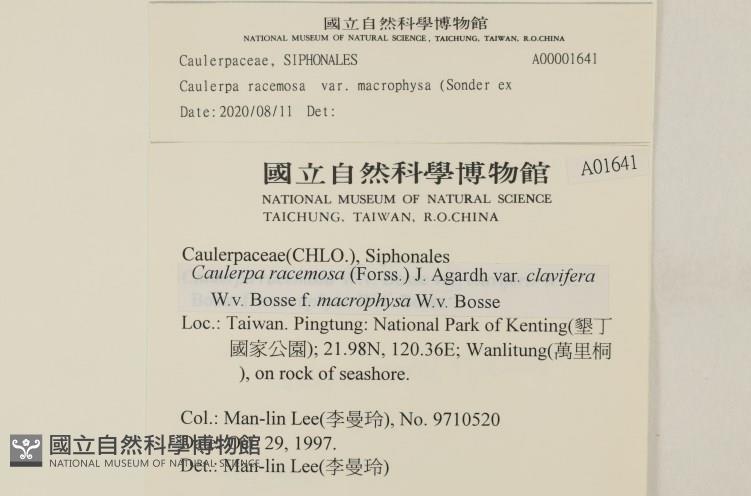 國立自然科學博物館
NATIONAL MUSEUM OF NATURAL SCIENCE, TAICHUNG, TAIWAN, R.O.CHINA
Caulerpaceae, SIPHONALES A00001641
Caulerpa racemosa var. macrophysa (Sonder ex
Date:2020/08/11 Det:
國立自然科學博物館 A01641
NATIONAL MUSEUM OF NATURAL SCIENCE
TAICHUNG, TAIWAN, R.O.CHINA
Caulerpaceae(CHLO.), Siphonales
Caulerpa racemosa (Forss.) J. Agardh var. clavifera
W.v. Bosse f. macrophysa W.v. Bosse
Loc.: Taiwan. Pingtung: National Park of Kenting(墾丁
國家公園); 21.98N, 120.36E; Wanlitung(萬里桐
), on rock of seashore.
Col.: Man-lin Lee(李曼玲), No. 9710520
29, 1997.
Det.: Man-lin Lee(李曼玲)
國立自然科學博物館
NATIONAL MUSEUM OF NATURAL SCIENCE